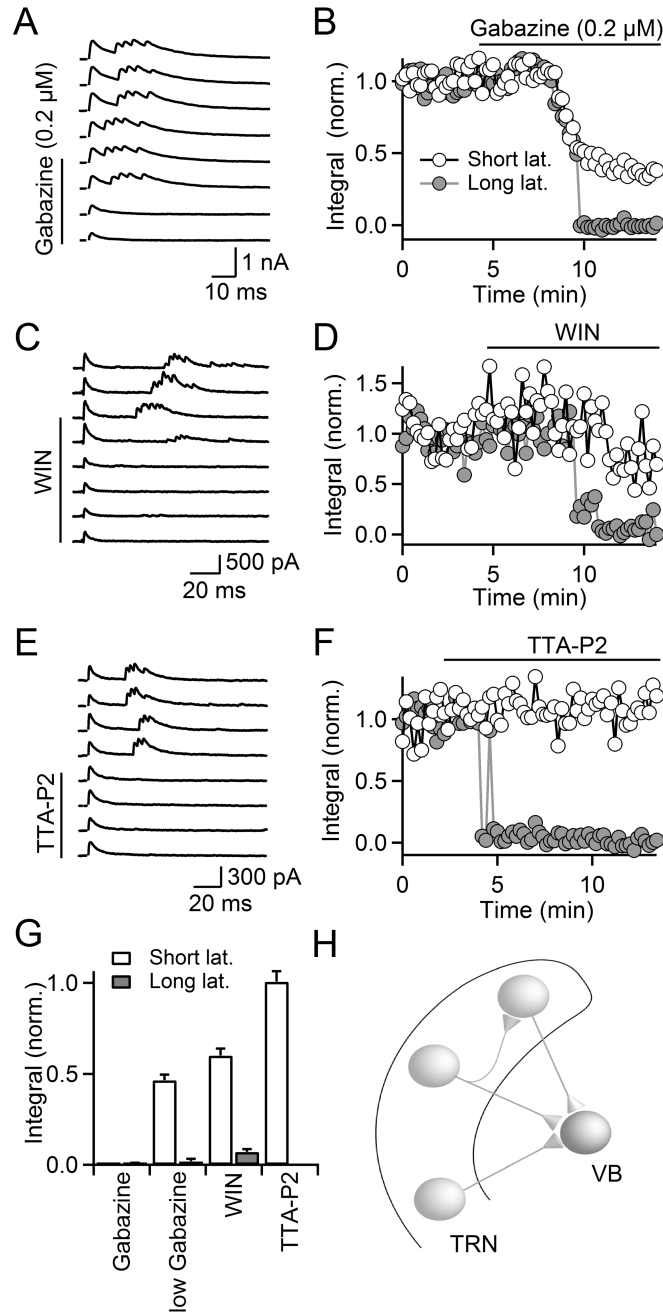 A
Gabazine (0.2 µM)
1 nA
10 ms
B
Gabazine (0.2 µM)
Integral (norm.)
1.0
0.5
0.0
Short lat.
Long lat.
0 5 10
Time (min)
C
WIN
500 pA
20 ms
D
WIN
Integral (norm.)
1.5
1.0
0.5
0.0
0 5 10
Time (min)
E
TTA-P2
300 pA
20 ms
F
TTA-P2
Integral (norm.)
1.0
0.5
0.0
0 5 10
Time (min)
G
Short lat.
Long lat.
Integral (norm.)
1.0
0.5
0.0
Gabazine
low Gabazine
WIN
TTA-P2
H
VB
TRN